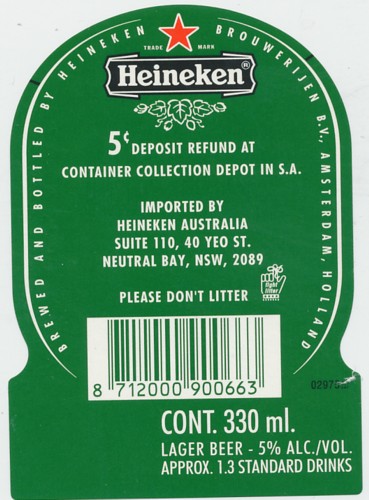 BREWED AND BOTTLED BY HEINEKEN BROUWERIJEN B.V., AMSTERDAM, HOLLAND
TRADE MARK
Heineken®
5¢ DEPOSIT REFUND AT
CONTAINER COLLECTION DEPOT IN S.A.
IMPORTED BY
HEINEKEN AUSTRALIA
SUITE 110, 40 YEO ST.
NEUTRAL BAY, NSW, 2089
PLEASE DON'T LITTER
fight
litter
8 712000 900663
CONT. 330 ml.
LAGER BEER - 5% ALC./VOL.
APPROX. 1.3 STANDARD DRINKS